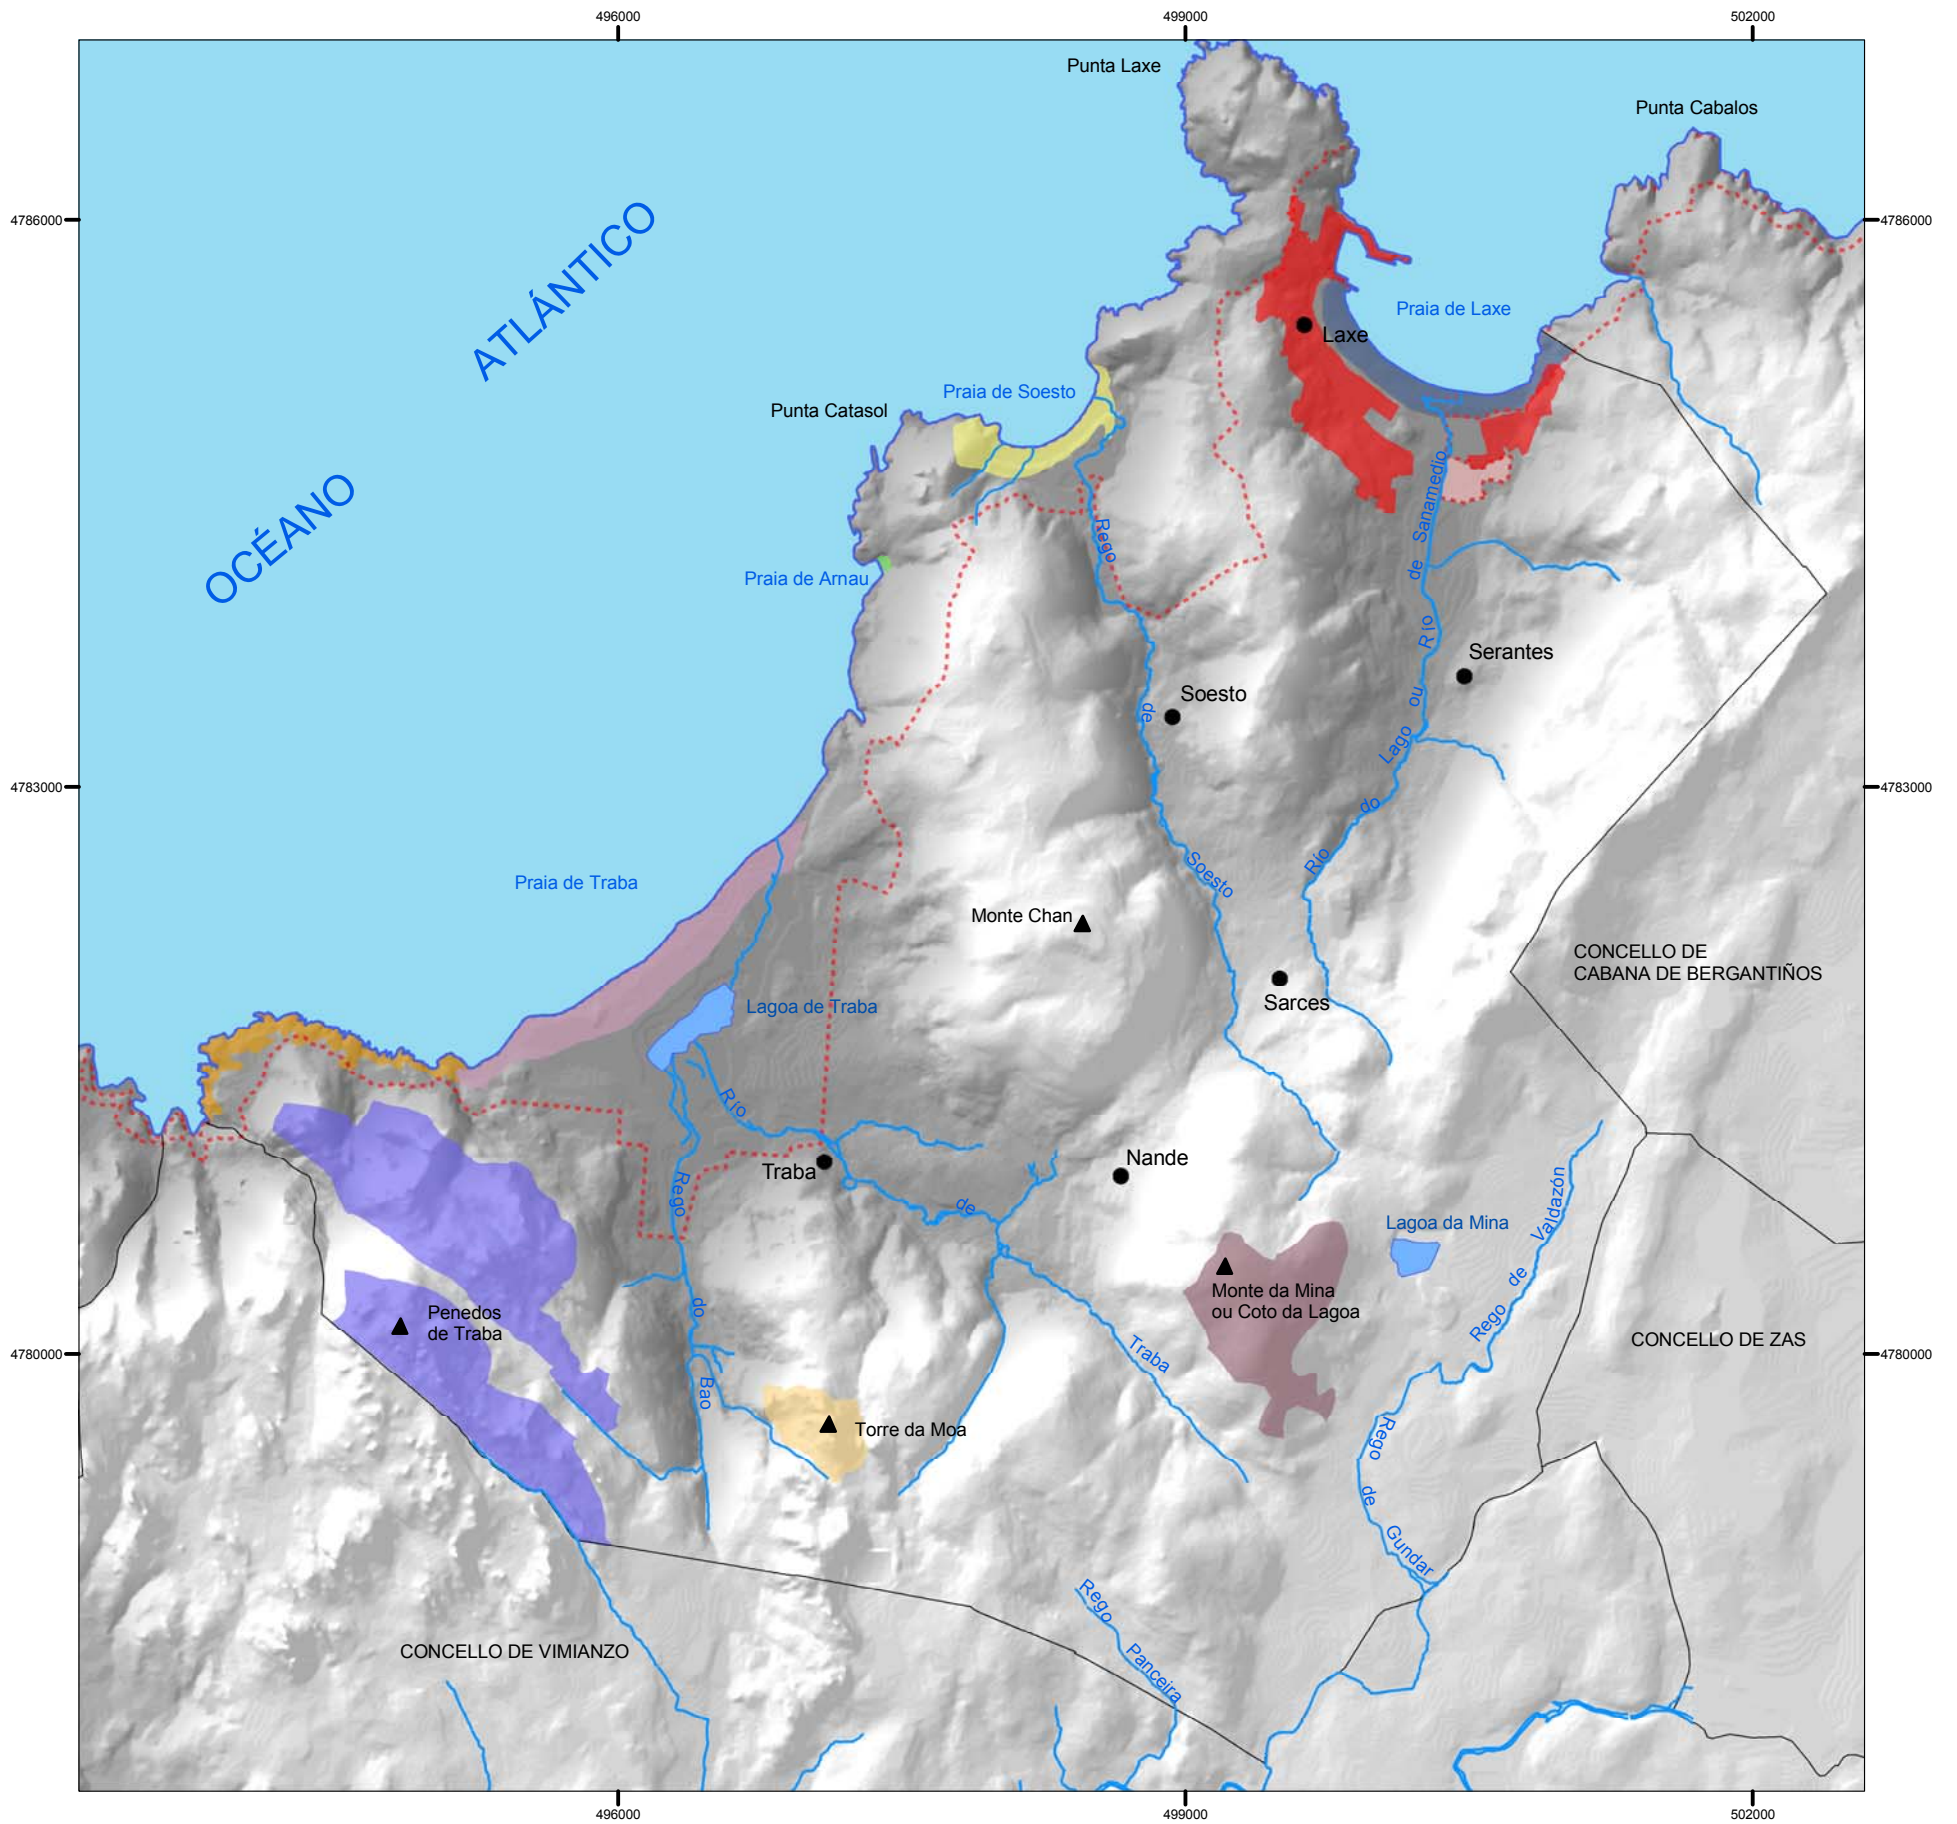 496000
499000
502000
Punta Laxe
Punta Cabalos
4786000
4786000
OCÉANO
ATLÁNTICO
Praia de Laxe
Laxe
Praia de Soesto
Punta Catasol
Praia de Arnau
Rego
de
Soesto
Río
do
Lago
ou
Río
de
Sanamedio
Serantes
Soesto
4783000
4783000
Praia de Traba
Monte Chan
CONCELLO DE
CABANA DE BERGANTIÑOS
Sarces
Lagoa de Traba
Río
de
Traba
Traba
Nande
Rego
do
Bao
Lagoa da Mina
Rego de Valdazón
Monte da Mina
ou Coto da Lagoa
Penedos
de Traba
CONCELLO DE ZAS
4780000
4780000
Torre da Moa
Rego
de
Gundar
Rego
Panceira
CONCELLO DE VIMIANZO
496000
499000
502000